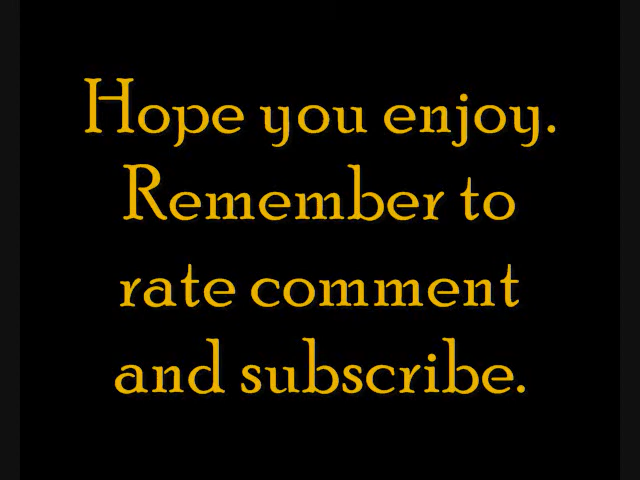 Hope you enjoy.
Remember to
rate comment
and subscribe.